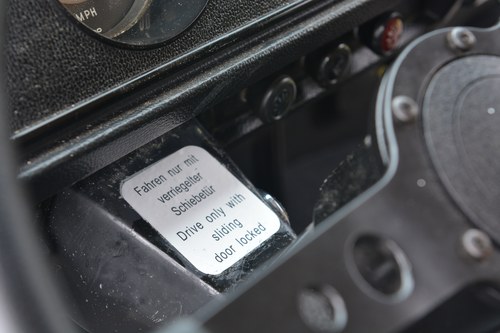 MPH
Fahren nur mit
verriegelter
Schiebetür
Drive only with
sliding
door locked